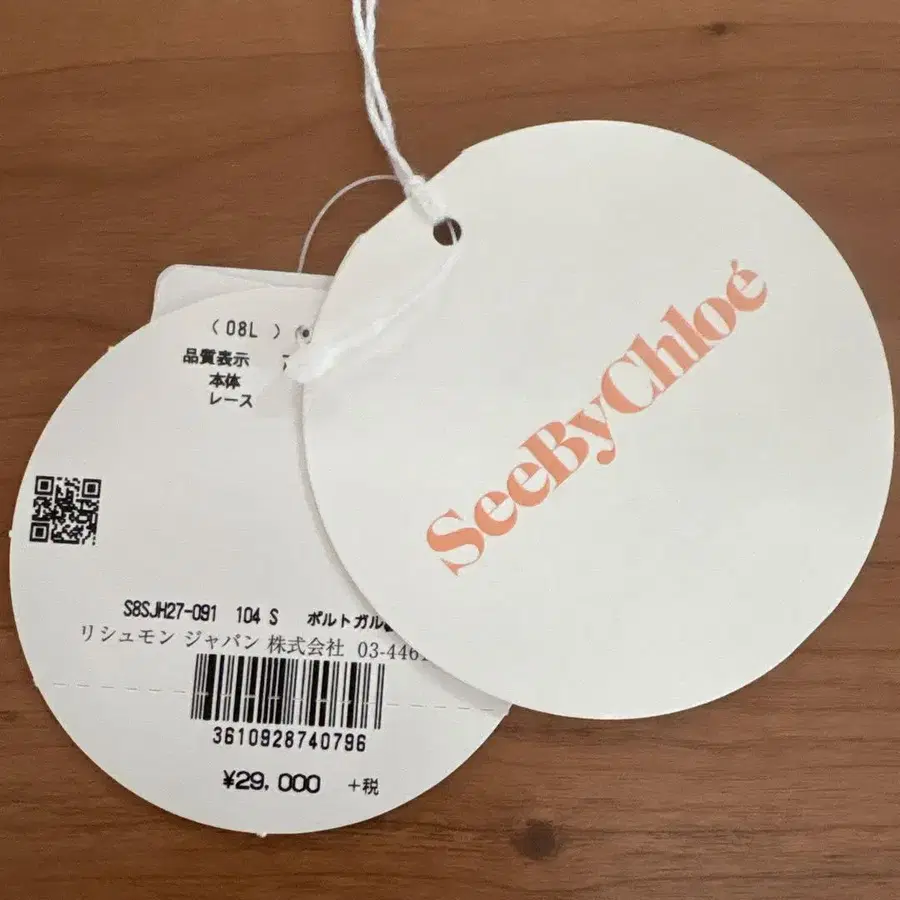 (08L )
品質表示
本体
レース
S8SJH27-091 104 S ポルトガル
リシュモン ジャパン 株式会社 03-446
3610928740796
¥29,000 +税
SeeByChloé